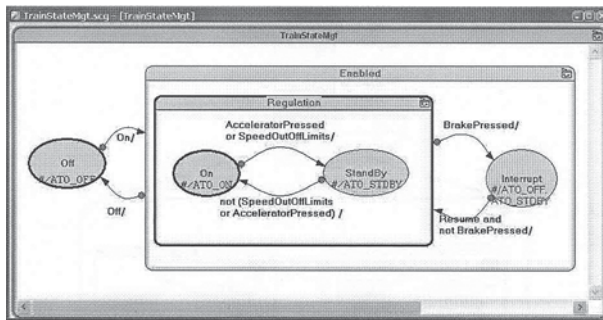 TrainStateMgt.scg - [TrainStateMgt]
TrainStateMgt
Enabled
Regulation
On/
Off
#/ATO_OFF
Off/
AcceleratorPressed
or SpeedOutOffLimits/
On
#/ATO_ON
StandBy
#/ATO_STDBY
not (SpeedOutOffLimits
or AcceleratorPressed) /
BrakePressed/
Interrupt
#/ATO_OFF,
ATO_STDBY
Resume and
not BrakePressed/